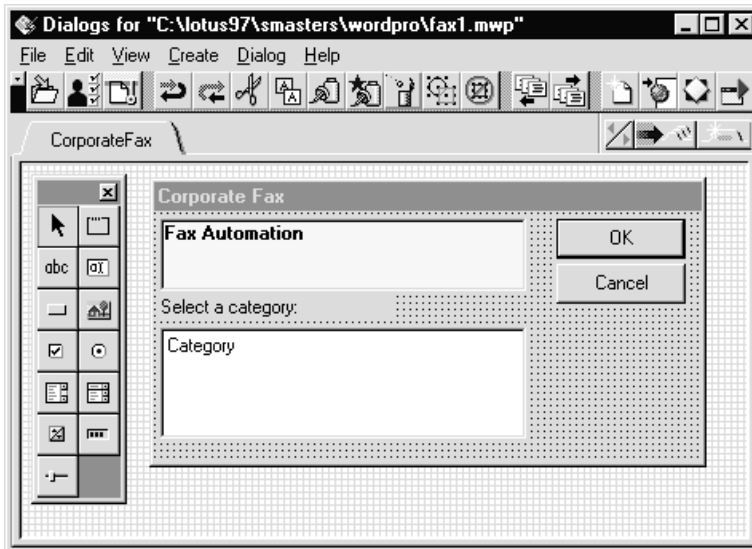 Dialogs for "C:\lotus97\smasters\wordpro\fax1.mwp"
File Edit View Create Dialog Help
CorporateFax
Corporate Fax
Fax Automation
OK
abc
Cancel
Select a category:
Category